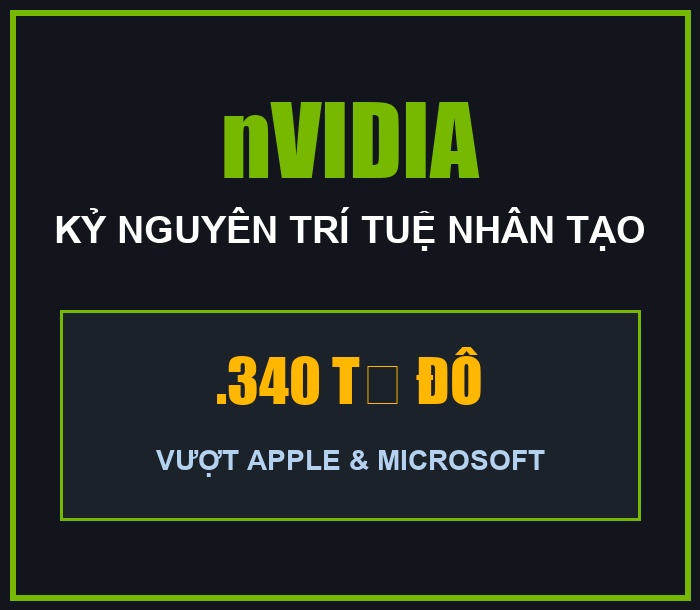 nVIDIA
KỶ NGUYÊN TRÍ TUỆ NHÂN TẠO
.340 T□ ĐÔ
VƯỢT APPLE & MICROSOFT